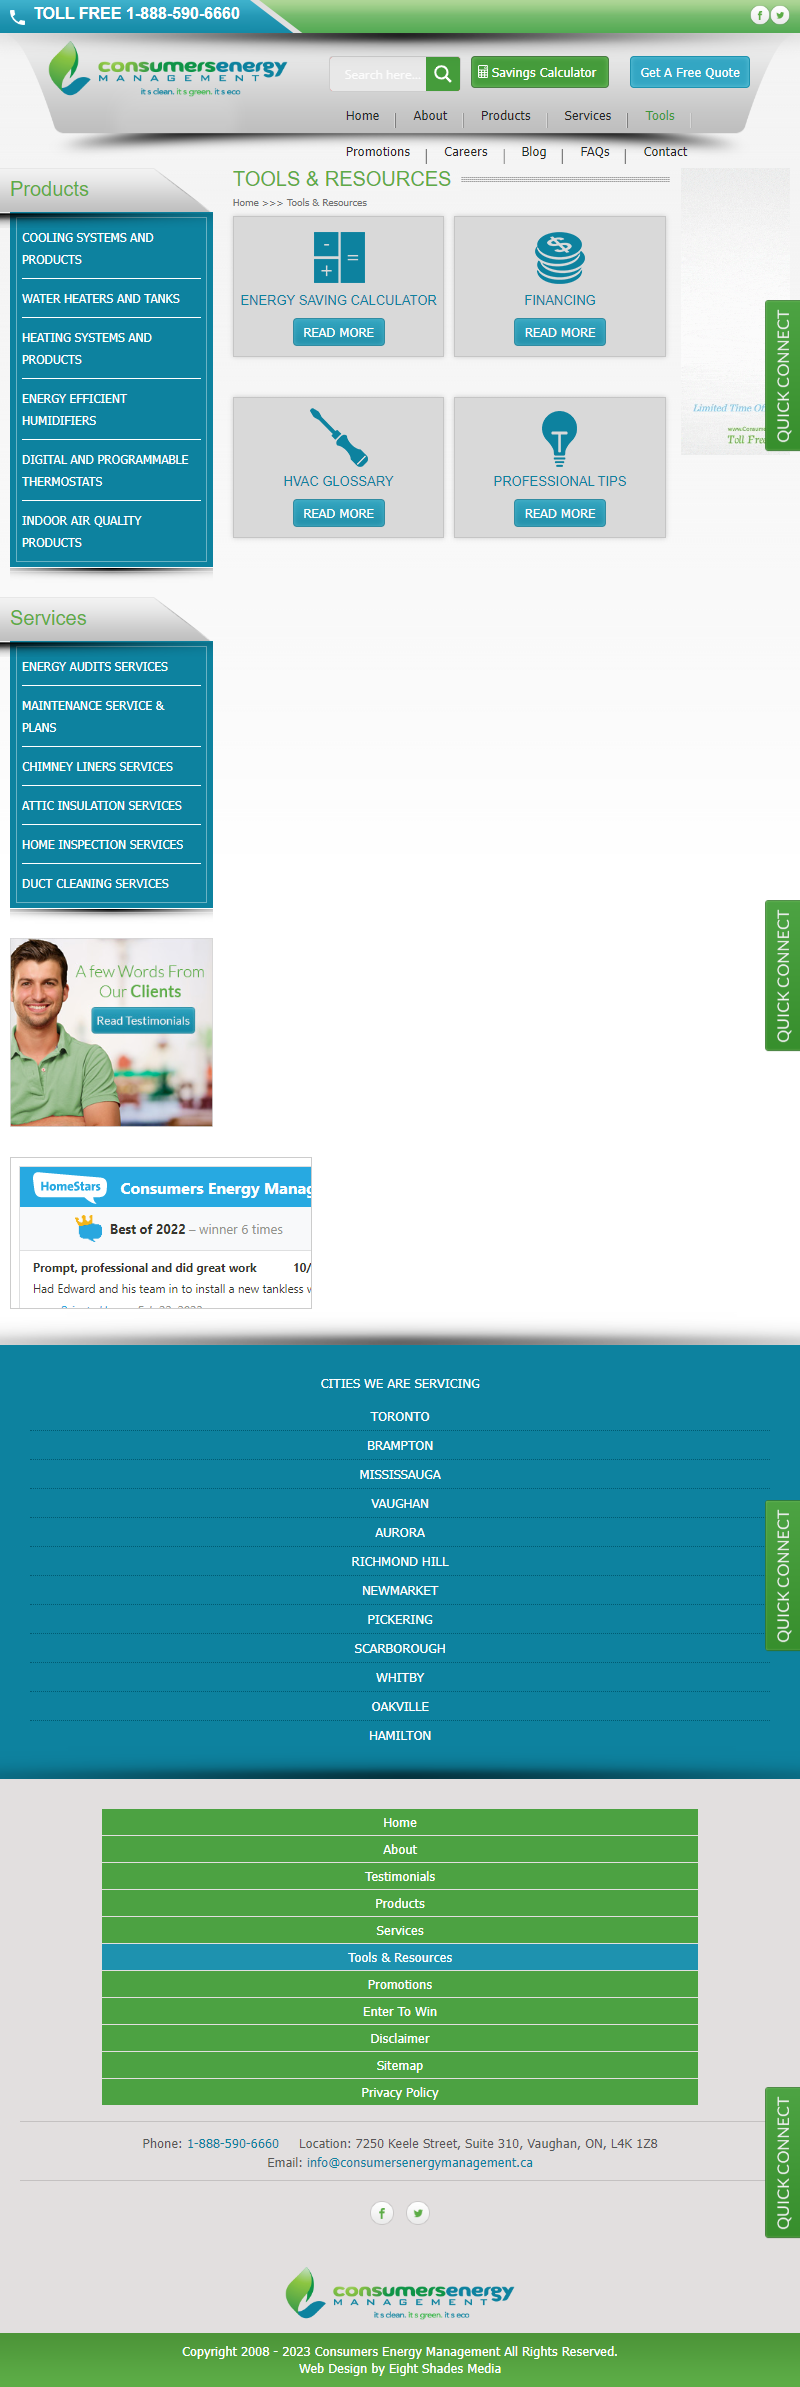 TOLL FREE 1-888-590-6660
consumersenergy
MANAGEMENT
it s clean. it s green. it s eco
Search here...
Savings Calculator
Get A Free Quote
Home
About
Products
Services
Tools
Promotions
Careers
Blog
FAQs
Contact
Products
COOLING SYSTEMS AND
PRODUCTS
WATER HEATERS AND TANKS
HEATING SYSTEMS AND
PRODUCTS
ENERGY EFFICIENT
HUMIDIFIERS
DIGITAL AND PROGRAMMABLE
THERMOSTATS
INDOOR AIR QUALITY
PRODUCTS
TOOLS & RESOURCES
Home >>> Tools & Resources
ENERGY SAVING CALCULATOR
READ MORE
FINANCING
READ MORE
HVAC GLOSSARY
READ MORE
PROFESSIONAL TIPS
READ MORE
Limited Time Of
www.Consume
Toll Fre
QUICK CONNECT
Services
ENERGY AUDITS SERVICES
MAINTENANCE SERVICE &
PLANS
CHIMNEY LINERS SERVICES
ATTIC INSULATION SERVICES
HOME INSPECTION SERVICES
DUCT CLEANING SERVICES
QUICK CONNECT
A few Words From
Our Clients
Read Testimonials
HomeStars
Consumers Energy Manag
Best of 2022 – winner 6 times
Prompt, professional and did great work 10/
Had Edward and his team in to install a new tankless w
CITIES WE ARE SERVICING
TORONTO
BRAMPTON
MISSISSAUGA
VAUGHAN
AURORA
RICHMOND HILL
NEWMARKET
PICKERING
SCARBOROUGH
WHITBY
OAKVILLE
HAMILTON
QUICK CONNECT
Home
About
Testimonials
Products
Services
Tools & Resources
Promotions
Enter To Win
Disclaimer
Sitemap
Privacy Policy
QUICK CONNECT
Phone: 1-888-590-6660 Location: 7250 Keele Street, Suite 310, Vaughan, ON, L4K 1Z8
Email: info@consumersenergymanagement.ca
consumersenergy
MANAGEMENT
it s clean. it s green. it s eco
Copyright 2008 - 2023 Consumers Energy Management All Rights Reserved.
Web Design by Eight Shades Media